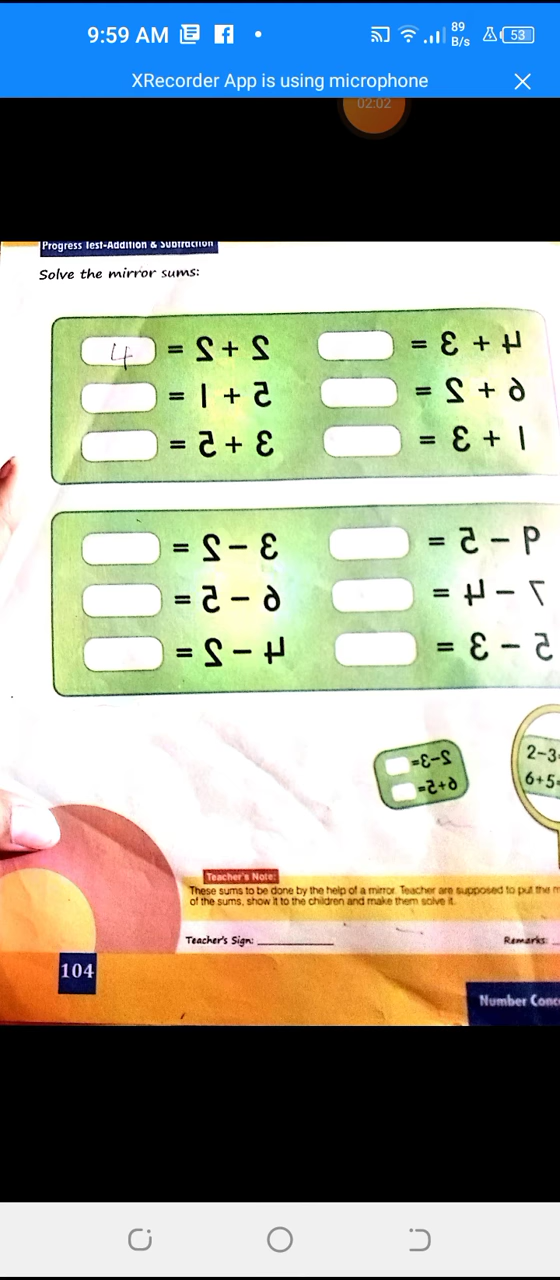 9:59 AM 89 B/s 53
XRecorder App is using microphone
02:02
Progress Test-Addition & Subtraction
Solve the mirror sums:
4 = 2 + 2 = 3 + 4
= 1 + 5 = 2 + 6
= 5 + 3 = 3 + 1
= 2 - 3 = 5 - 9
= 5 - 6 = 4 - 7
= 2 - 4 = 3 - 5
=3-2
=5+6
2-3
6+5=
Teacher's Note:
These sums to be done by the help of a mirror. Teacher are supposed to put the m
of the sums, show it to the children and make them solve it.
Teacher's Sign: Remarks:
104
Number Conc